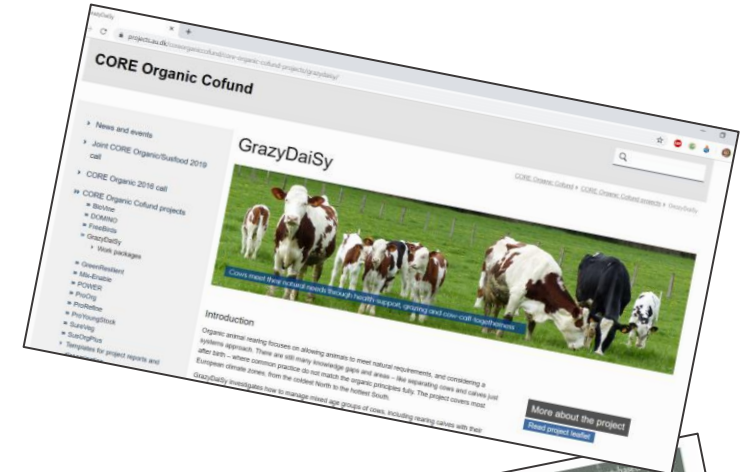 GrazyDaiSy
projects.au.dk/coreorganiccofund/core-organic-cofund-projects/grazydaisy/
CORE Organic Cofund
News and events
Joint CORE Organic/Susfood 2019
call
CORE Organic 2016 call
CORE Organic Cofund projects
BioVine
DOMINO
FreeBirds
GrazyDaiSy
Work packages
GreenResilient
Mix-Enable
POWER
ProOrg
ProRefine
ProYoungStock
SureVeg
SusOrgPlus
Templates for project reports and
CORE Organic Cofund CORE Organic Cofund projects GrazyDaiSy
GrazyDaiSy
Cows meet their natural needs through health support, grazing and cow-calf-togetherness
Introduction
Organic animal rearing focuses on allowing animals to meet natural requirements, and considering a
systems approach. There are still many knowledge gaps and areas – like separating cows and calves just
after birth – where common practice do not match the organic principles fully. The project covers most
European climate zones, from the coldest North to the hottest South.
GrazyDaiSy investigates how to manage mixed age groups of cows, including rearing calves with their
More about the project
Read project leaflet